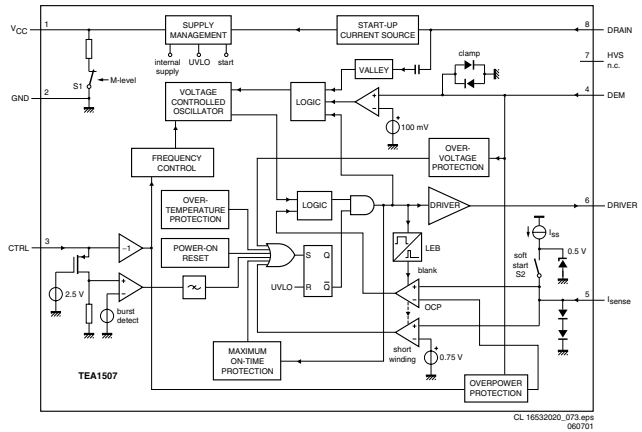 VCC
1
SUPPLY
MANAGEMENT
START-UP
CURRENT SOURCE
8
DRAIN
internal
supply
UVLO
start
S1
M-level
GND
2
VALLEY
clamp
7
HVS
n.c.
VOLTAGE
CONTROLLED
OSCILLATOR
LOGIC
+
−
4
DEM
100 mV
FREQUENCY
CONTROL
OVER-
VOLTAGE
PROTECTION
OVER-
TEMPERATURE
PROTECTION
LOGIC
DRIVER
6
DRIVER
3
CTRL
−1
POWER-ON
RESET
S
Q
UVLO
R
Q
LEB
blank
Iss
soft
start
S2
0.5 V
2.5 V
burst
detect
+
−
OCP
+
−
5
Isense
short
winding
+
−
0.75 V
MAXIMUM
ON-TIME
PROTECTION
OVERPOWER
PROTECTION
TEA1507
CL 16532020_073.eps
060701